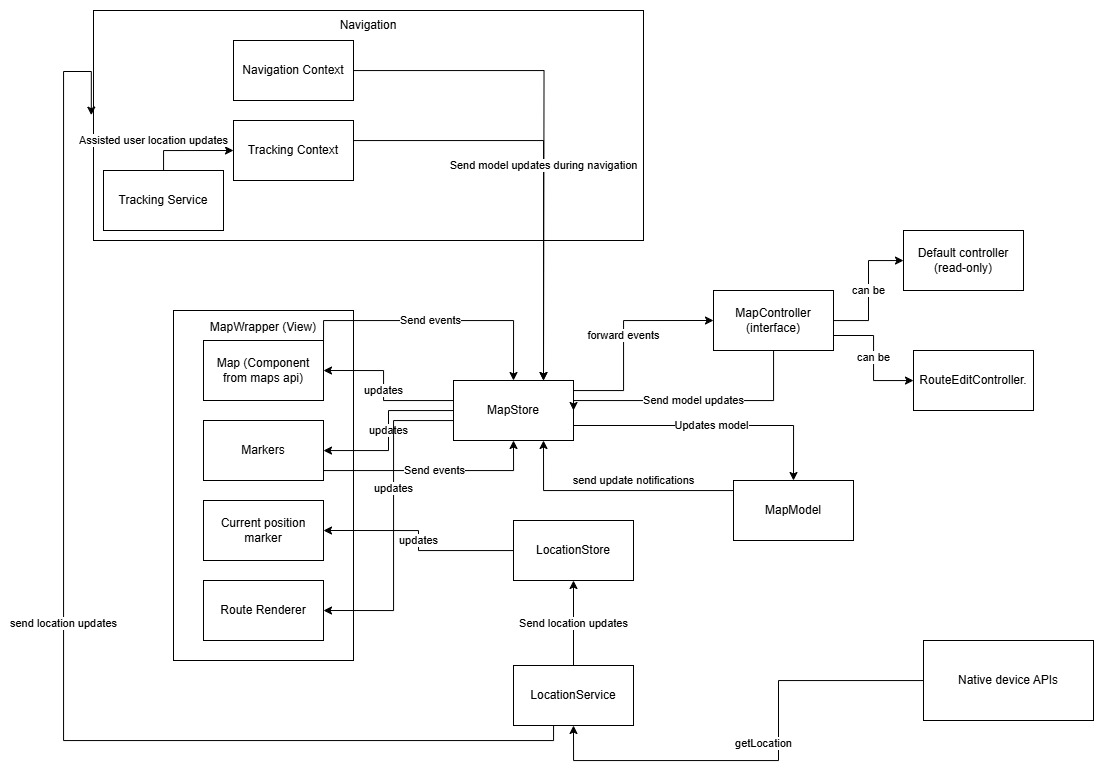 Navigation
Navigation Context
Assisted user location updates
Tracking Context
Send model updates during navigation
Tracking Service
Default controller
(read-only)
can be
MapController
(interface)
MapWrapper (View)
Send events
forward events
can be
Map (Component
from maps api)
RouteEditController.
updates
Send model updates
MapStore
updates
Updates model
Markers
Send events
send update notifications
updates
MapModel
Current position
marker
updates
LocationStore
Route Renderer
send location updates
Send location updates
LocationService
Native device APIs
getLocation